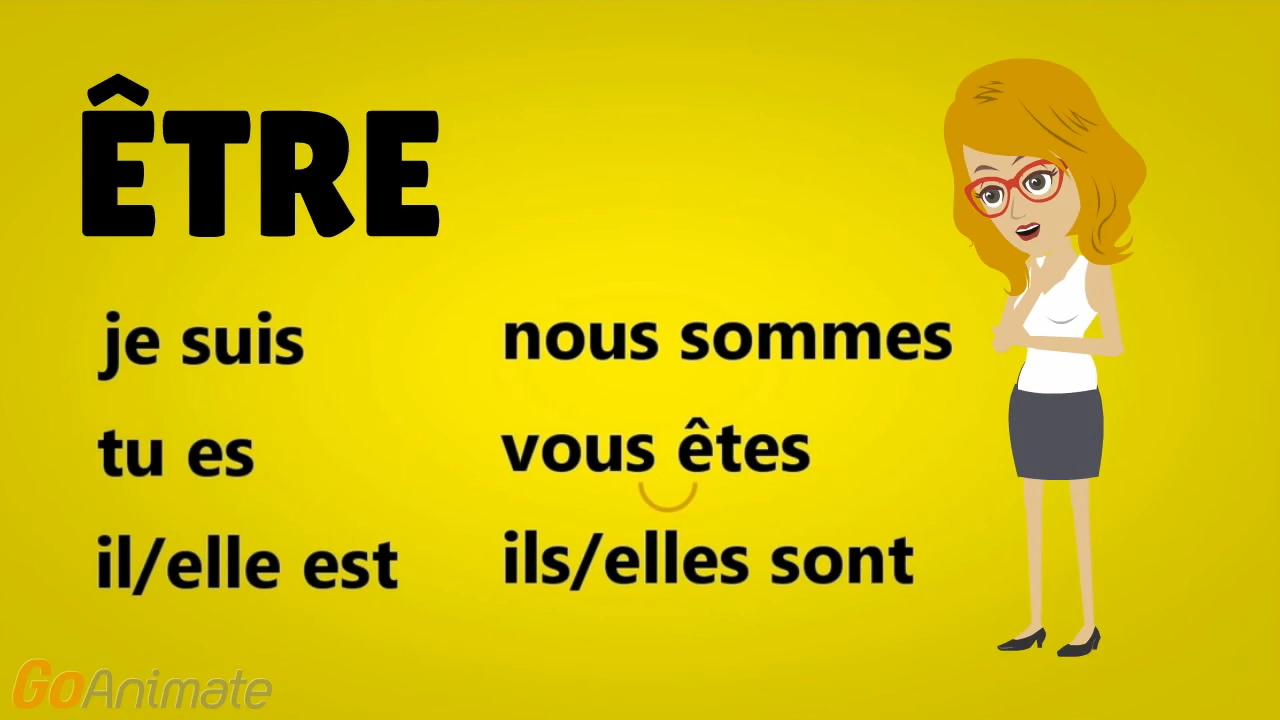 ÊTRE
je suis
tu es
il/elle est
nous sommes
vous êtes
ils/elles sont
GoAnimate